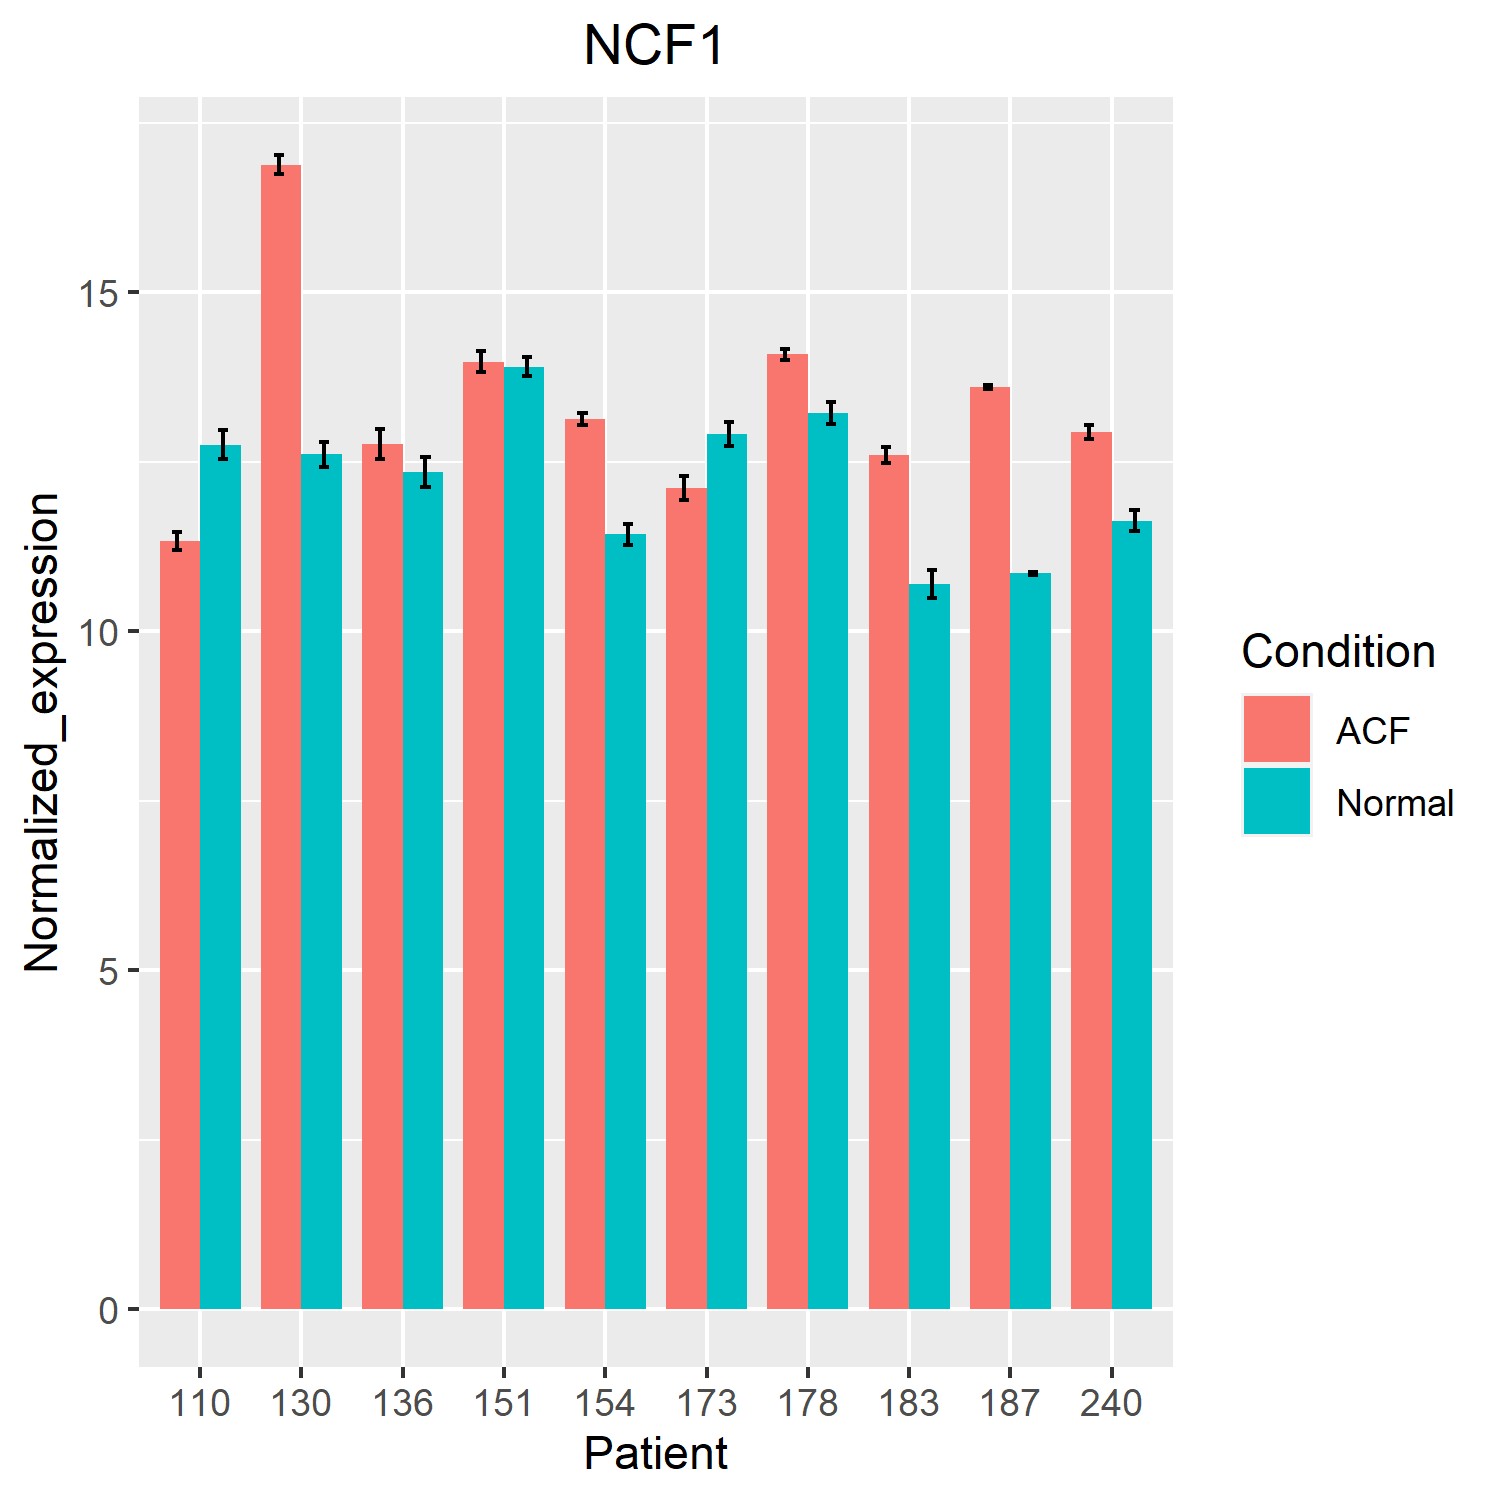 NCF1
Normalized_expression
15
10
5
0
110 130 136 151 154 173 178 183 187 240
Patient
Condition
ACF
Normal